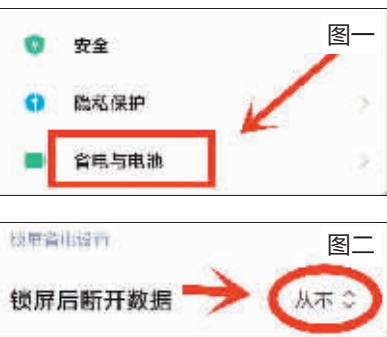 图一
安全
隐私保护
省电与电池
锁屏省电设置
图二
锁屏后断开数据
从不